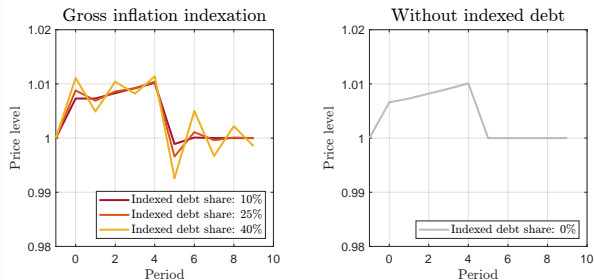 Gross inflation indexation
1.02
1.01
1
0.99
0.98
Price level
Indexed debt share: 10%
Indexed debt share: 25%
Indexed debt share: 40%
0 2 4 6 8 10
Period
Without indexed debt
1.02
1.01
1
0.99
0.98
Price level
Indexed debt share: 0%
0 2 4 6 8 10
Period